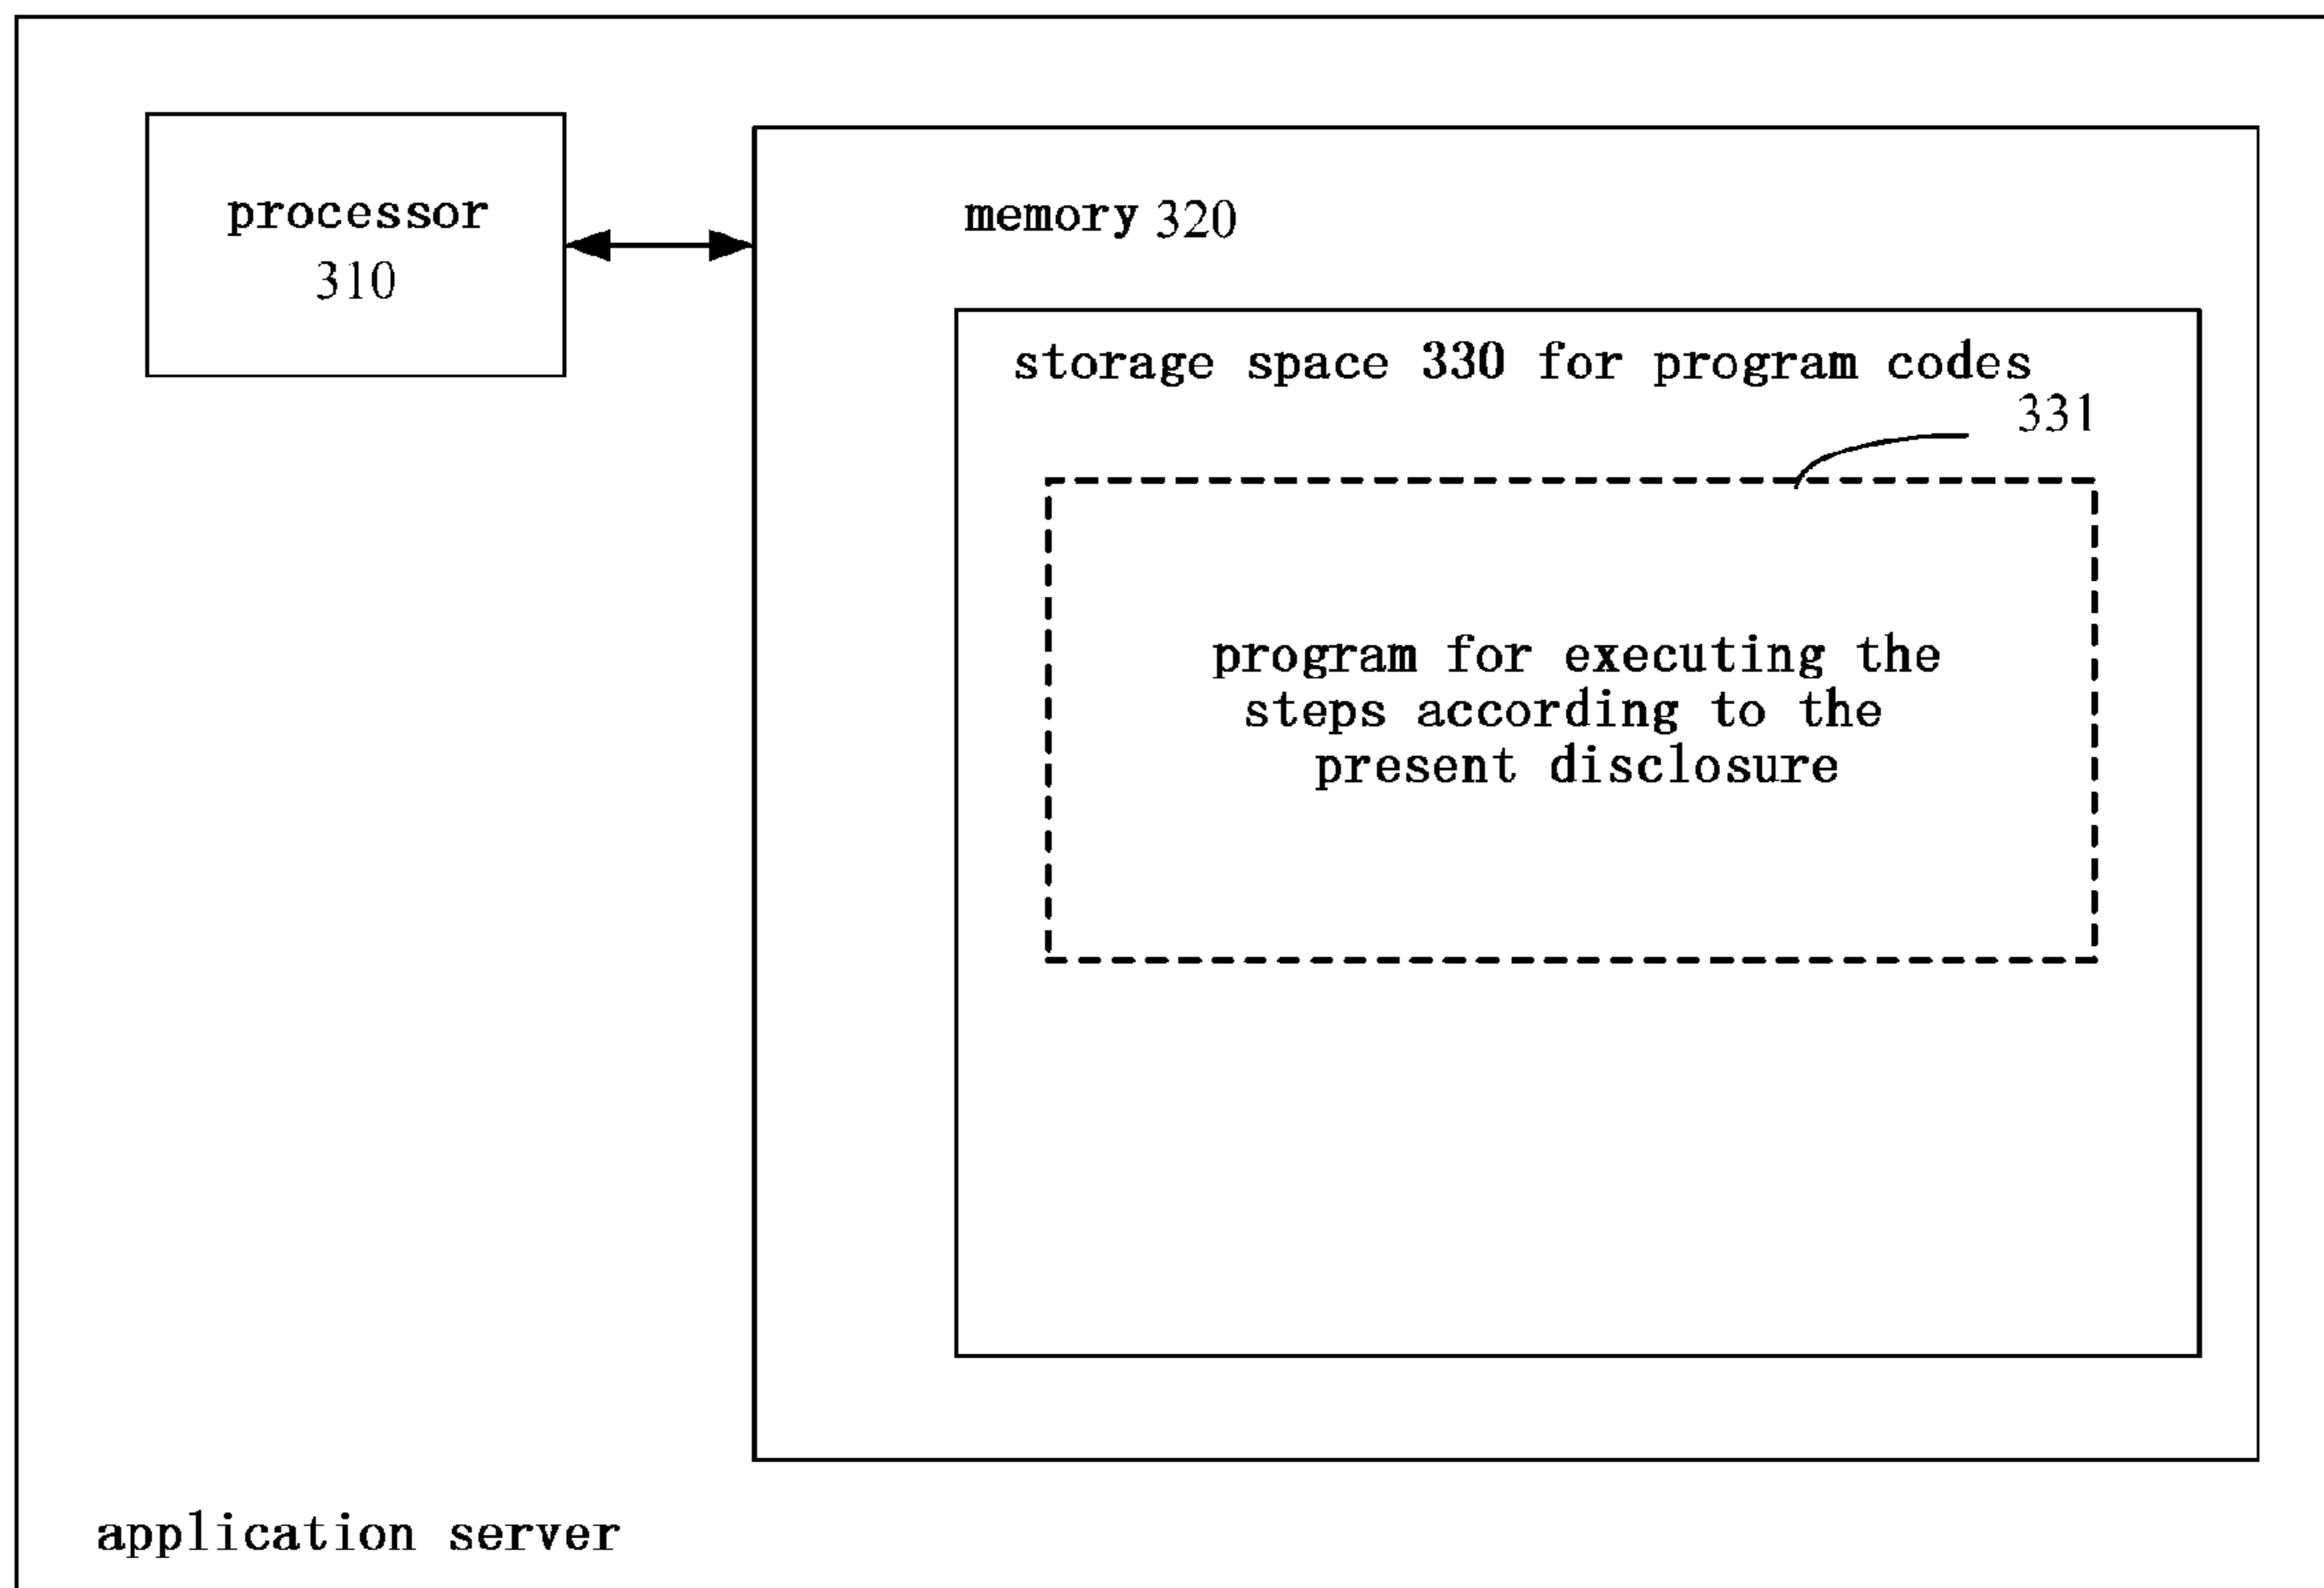 processor
310
memory 320
storage space 330 for program codes
331
program for executing the
steps according to the
present disclosure
application server